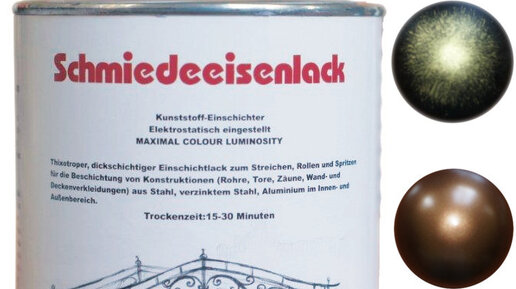 Schmiedeeisenlack
Kunststoff-Einschichter
Elektrostatisch eingestellt
MAXIMAL COLOUR LUMINOSITY
Thixotroper, dickschichtiger Einschichtlack zum Streichen, Rollen und Spritzen
für die Beschichtung von Konstruktionen (Rohre, Tore, Zäune, Wand- und
Deckenverkleidungen) aus Stahl, verzinktem Stahl, Aluminium im Innen- und
Außenbereich.
Trockenzeit:15-30 Minuten